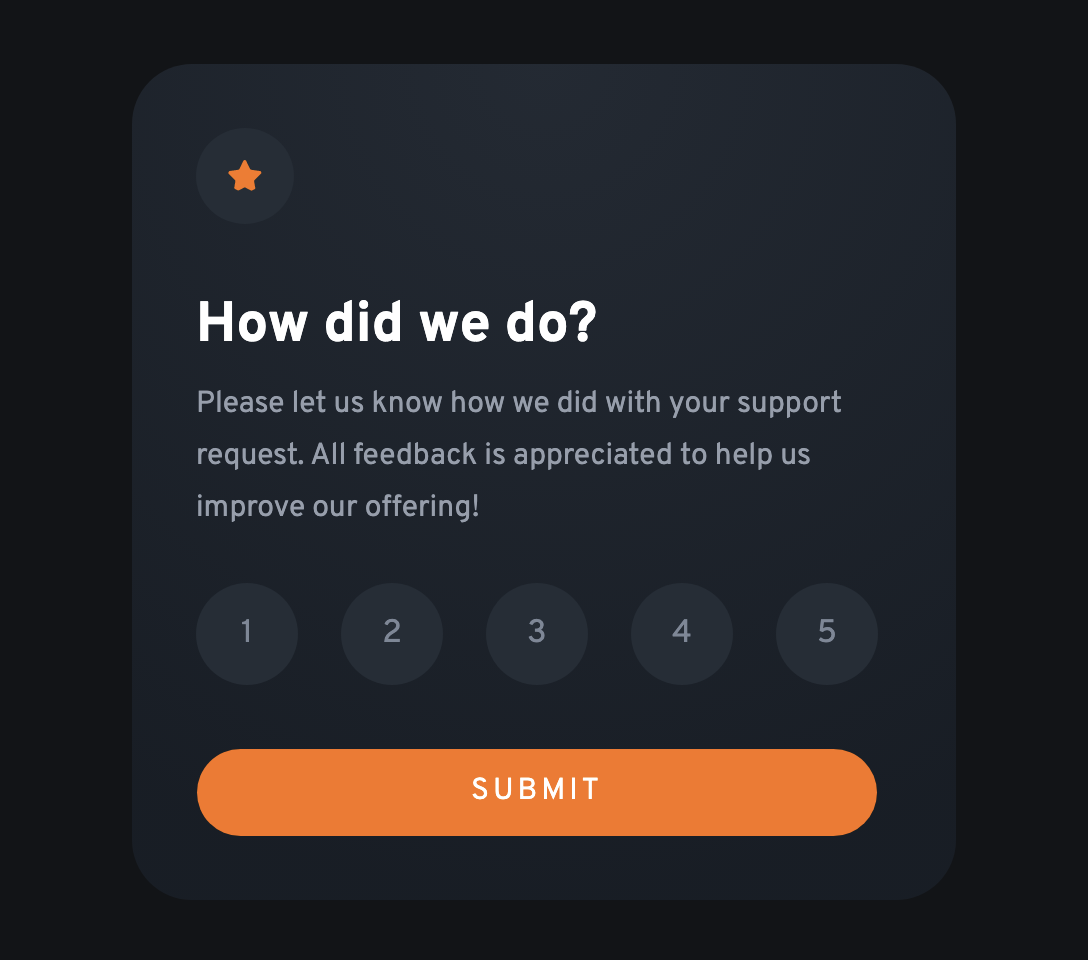 How did we do?
Please let us know how we did with your support
request. All feedback is appreciated to help us
improve our offering!
1 2 3 4 5
SUBMIT